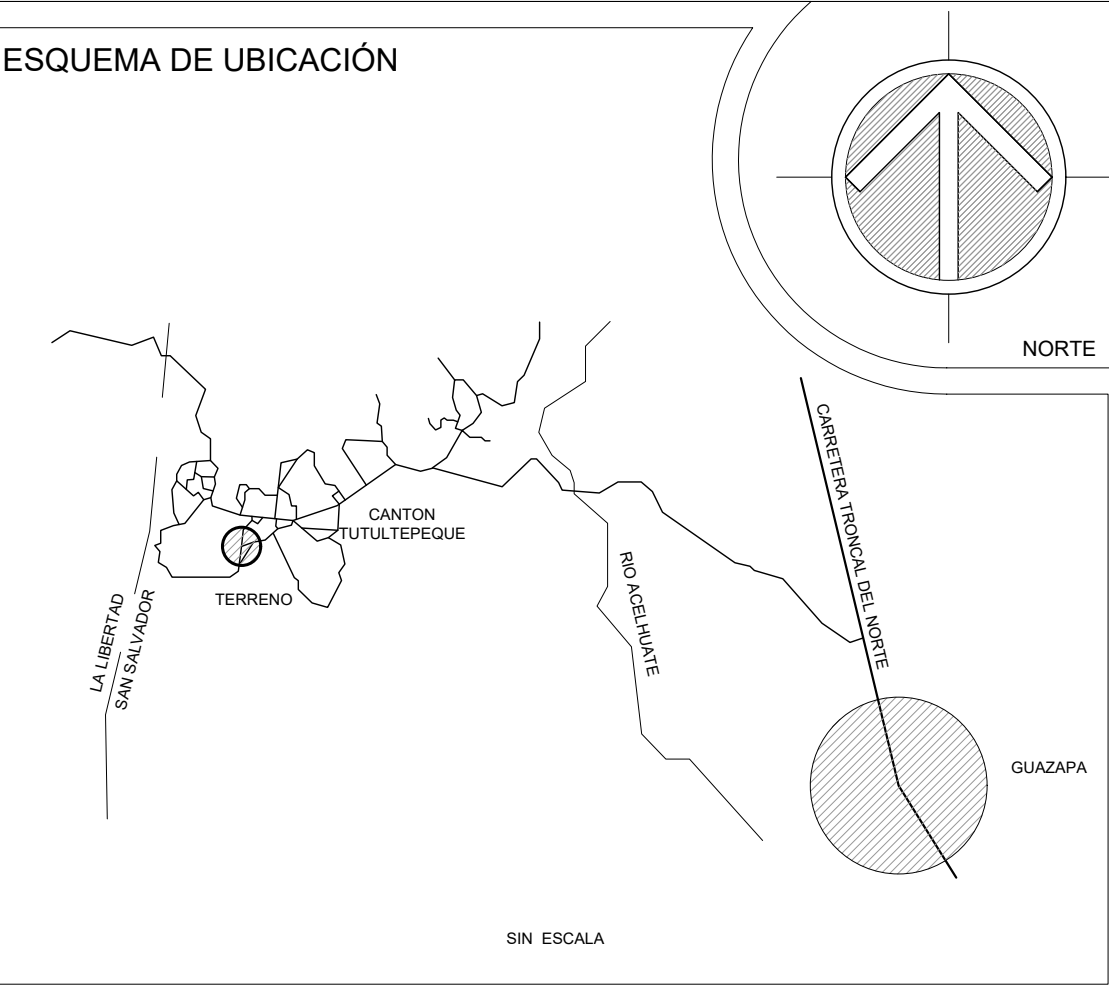 ESQUEMA DE UBICACIÓN
NORTE
CARRETERA TRONCAL DEL NORTE
CANTON
TUTULTEPEQUE
RIO ACELHUATE
TERRENO
LA LIBERTAD
SAN SALVADOR
GUAZAPA
SIN ESCALA